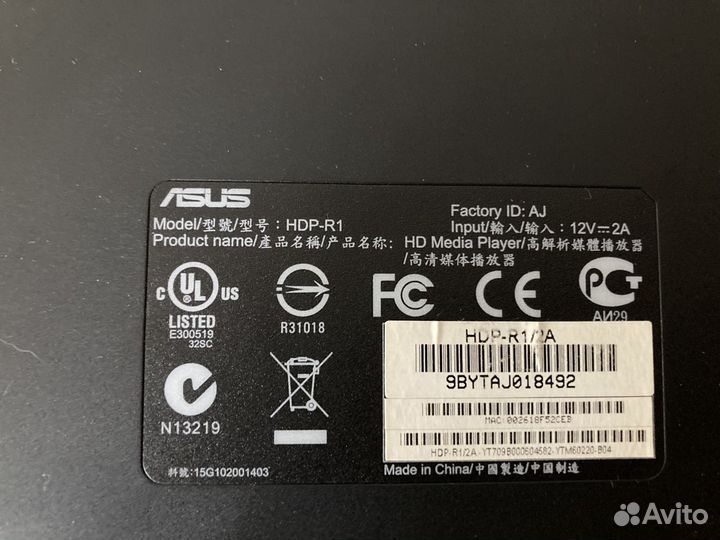 ASUS
Factory ID: AJ
Model/型號/型号: HDP-R1
Input/輸入/输入: 12V⎓2A
Product name/產品名稱/产品名称: HD Media Player/高解析媒體播放器
/高清媒体播放器
c UL US
LISTED
E300519
32SC
R31018
FC CE PCT
АИ29
N13219
HDP-R1/2A
9BYTAJ018492
MAC:002618F52CEB
HDP-R1/2A-YT709B000604682-YTM60220-B04
料號:15G102001403
Made in China/中國製造/中国制造
Avito